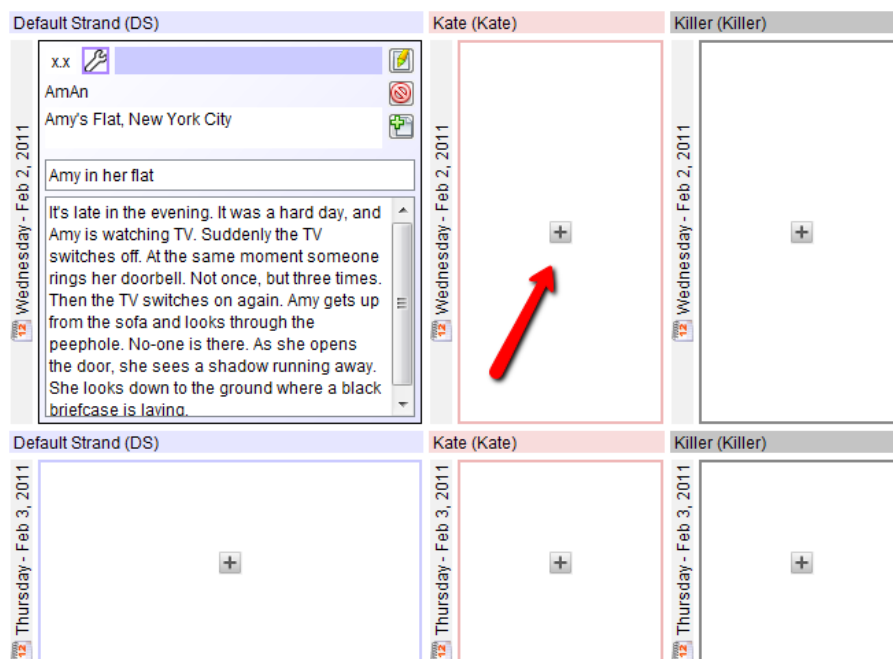 Default Strand (DS)
Kate (Kate)
Killer (Killer)
Wednesday - Feb 2, 2011
x.x
AmAn
Amy's Flat, New York City
Amy in her flat
It's late in the evening. It was a hard day, and
Amy is watching TV. Suddenly the TV
switches off. At the same moment someone
rings her doorbell. Not once, but three times.
Then the TV switches on again. Amy gets up
from the sofa and looks through the
peephole. No-one is there. As she opens
the door, she sees a shadow running away.
She looks down to the ground where a black
briefcase is laying.
12
Wednesday - Feb 2, 2011
12
Wednesday - Feb 2, 2011
12
Default Strand (DS)
Kate (Kate)
Killer (Killer)
Thursday - Feb 3, 2011
12
Thursday - Feb 3, 2011
12
Thursday - Feb 3, 2011
12